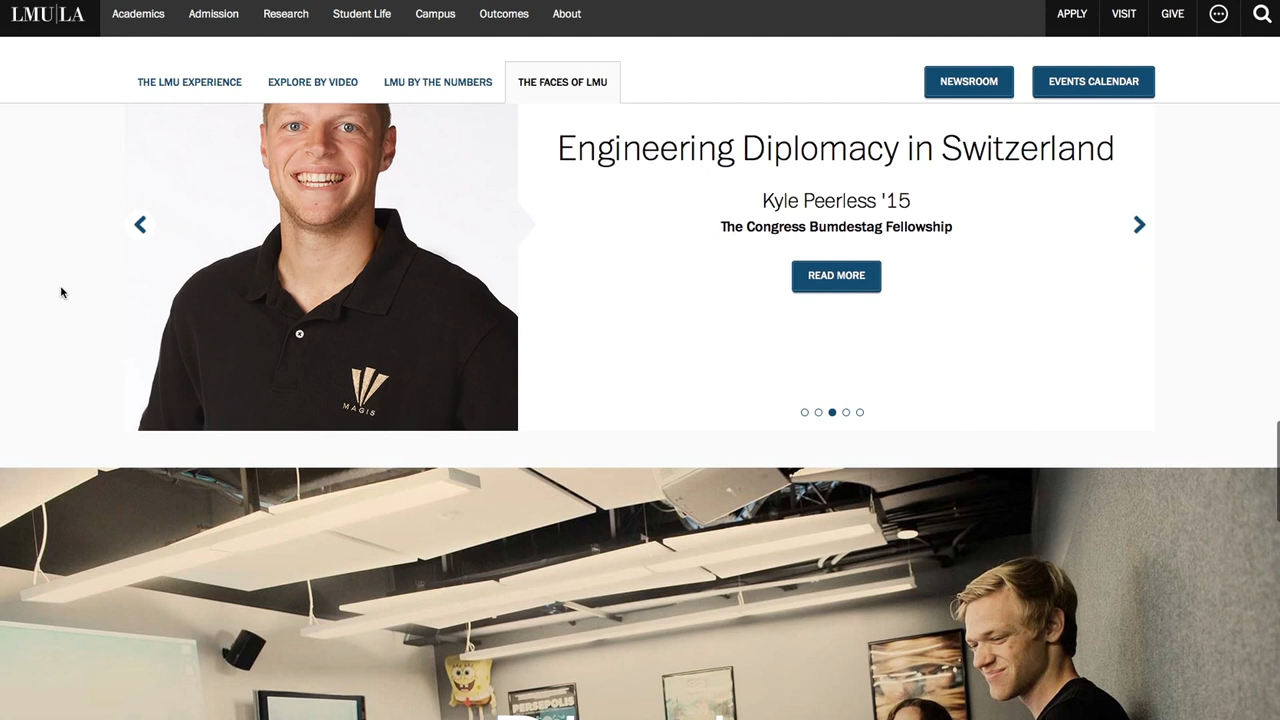 LMU|LA
Academics
Admission
Research
Student Life
Campus
Outcomes
About
APPLY
VISIT
GIVE
THE LMU EXPERIENCE
EXPLORE BY VIDEO
LMU BY THE NUMBERS
THE FACES OF LMU
NEWSROOM
EVENTS CALENDAR
Engineering Diplomacy in Switzerland
Kyle Peerless '15
The Congress Bumdestag Fellowship
READ MORE
MAGIS
PERSEPOLIS